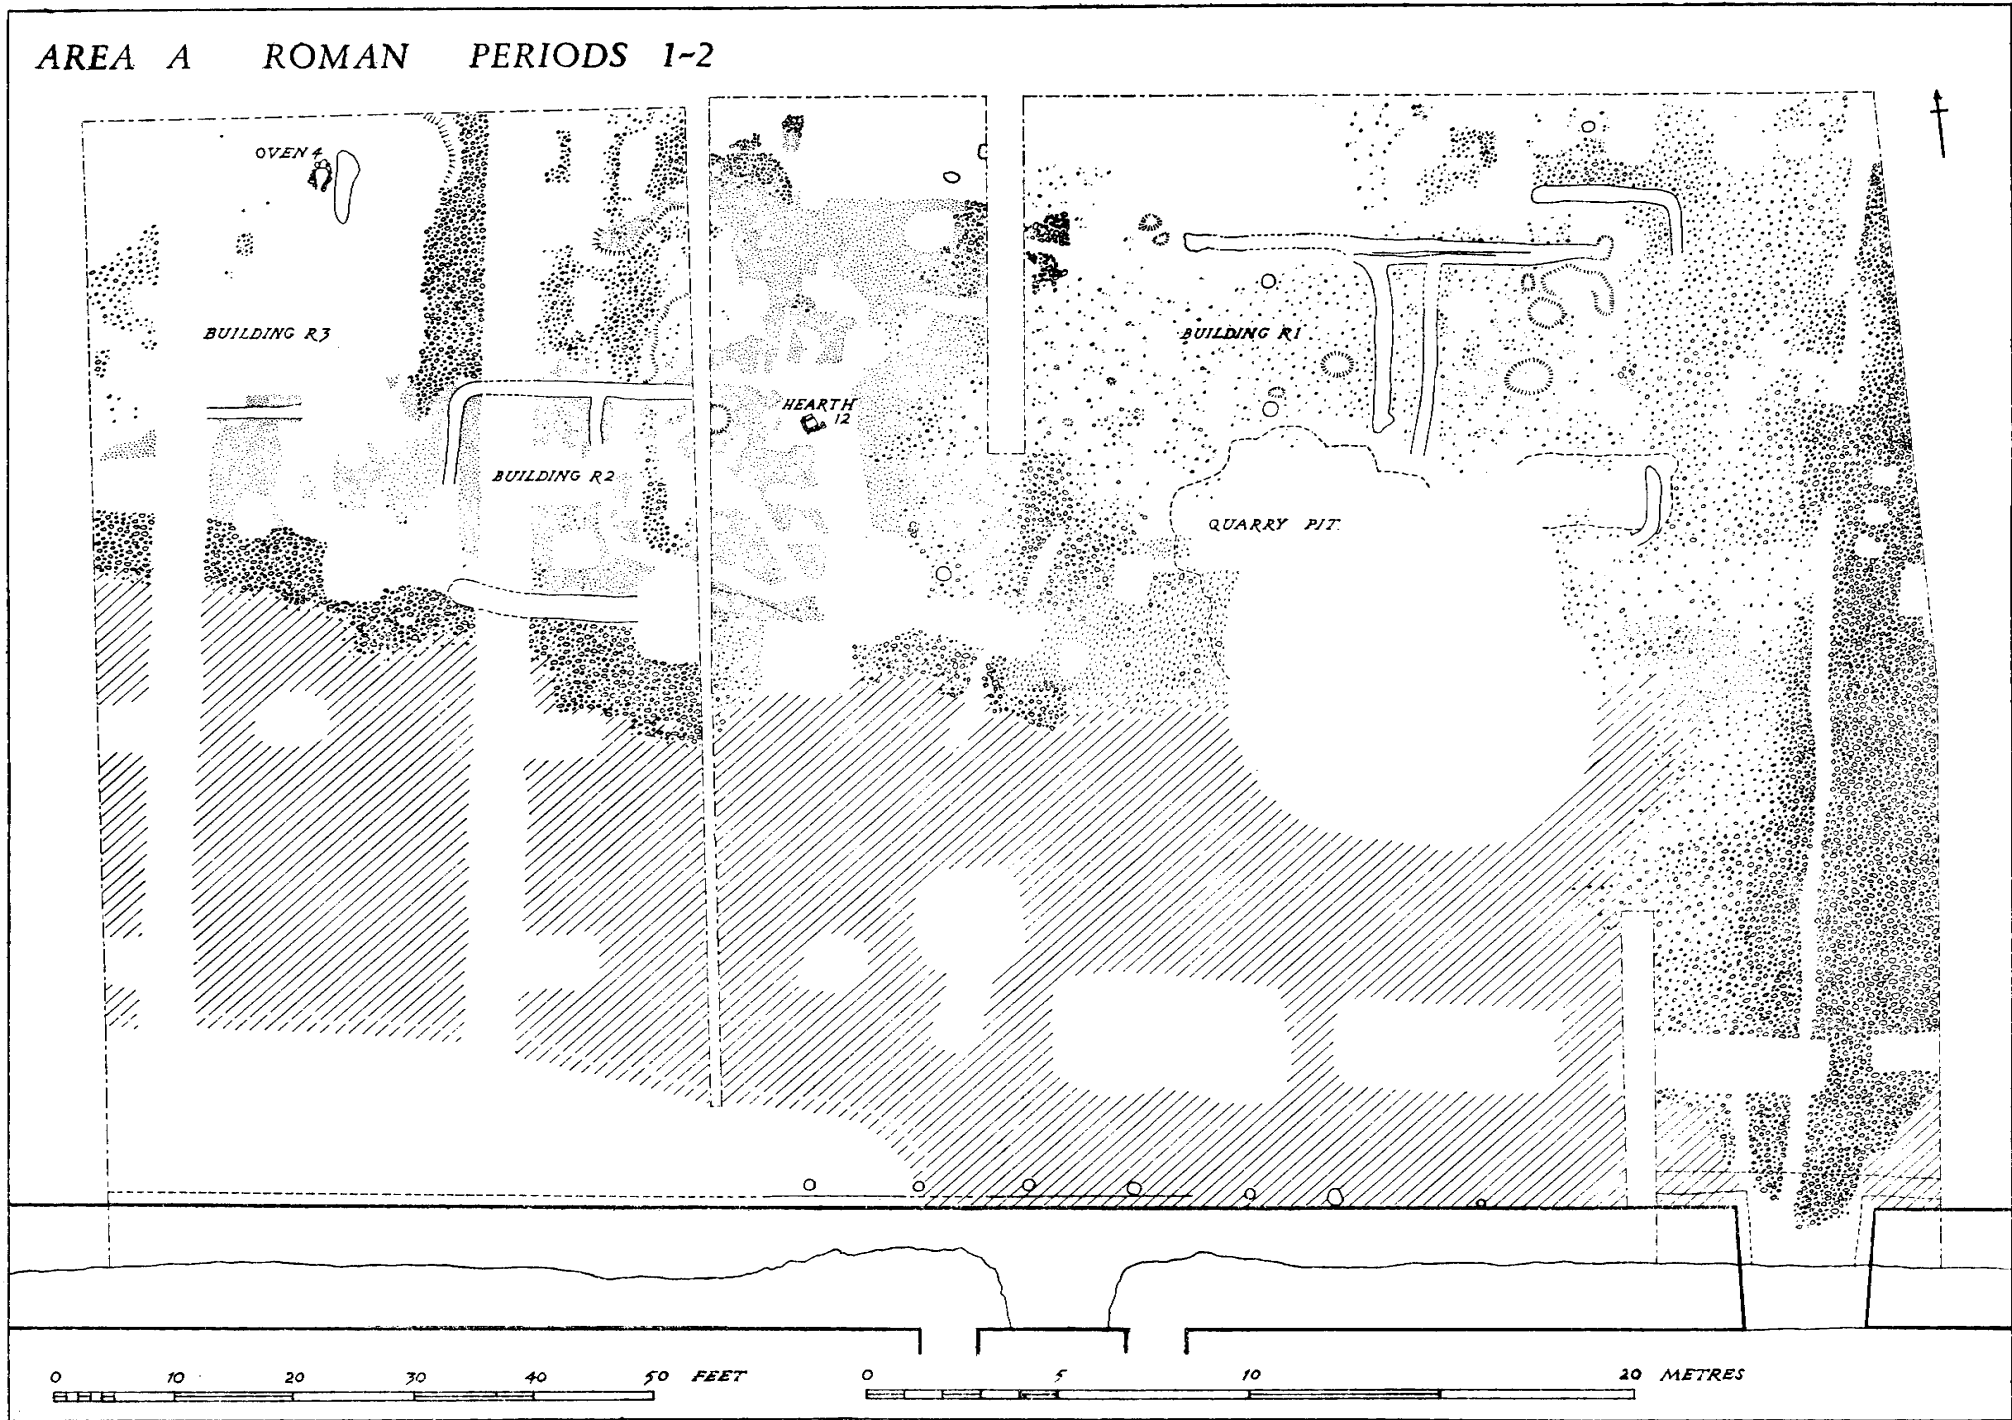 AREA A ROMAN PERIODS 1-2
OVEN 4
BUILDING R3
BUILDING R1
HEARTH
12
BUILDING R2
QUARRY PIT.
0 10 20 30 40 50 FEET
0 5 10 20 METRES